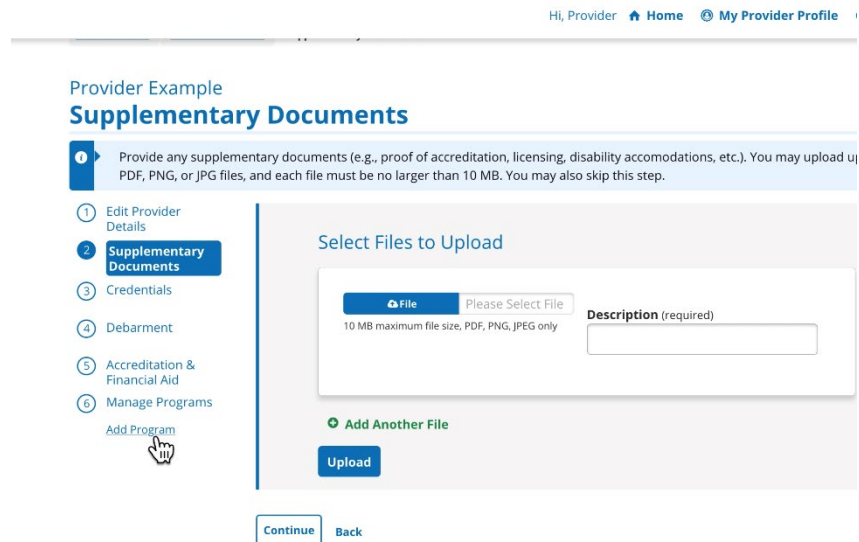 Hi, Provider Home My Provider Profile
Provider Example
Supplementary Documents
Provide any supplementary documents (e.g., proof of accreditation, licensing, disability accomodations, etc.). You may upload
PDF, PNG, or JPG files, and each file must be no larger than 10 MB. You may also skip this step.
1 Edit Provider
Details
2 Supplementary
Documents
3 Credentials
4 Debarment
5 Accreditation &
Financial Aid
6 Manage Programs
Add Program
Select Files to Upload
File Please Select File
10 MB maximum file size, PDF, PNG, JPEG only
Description (required)
Add Another File
Upload
Continue Back